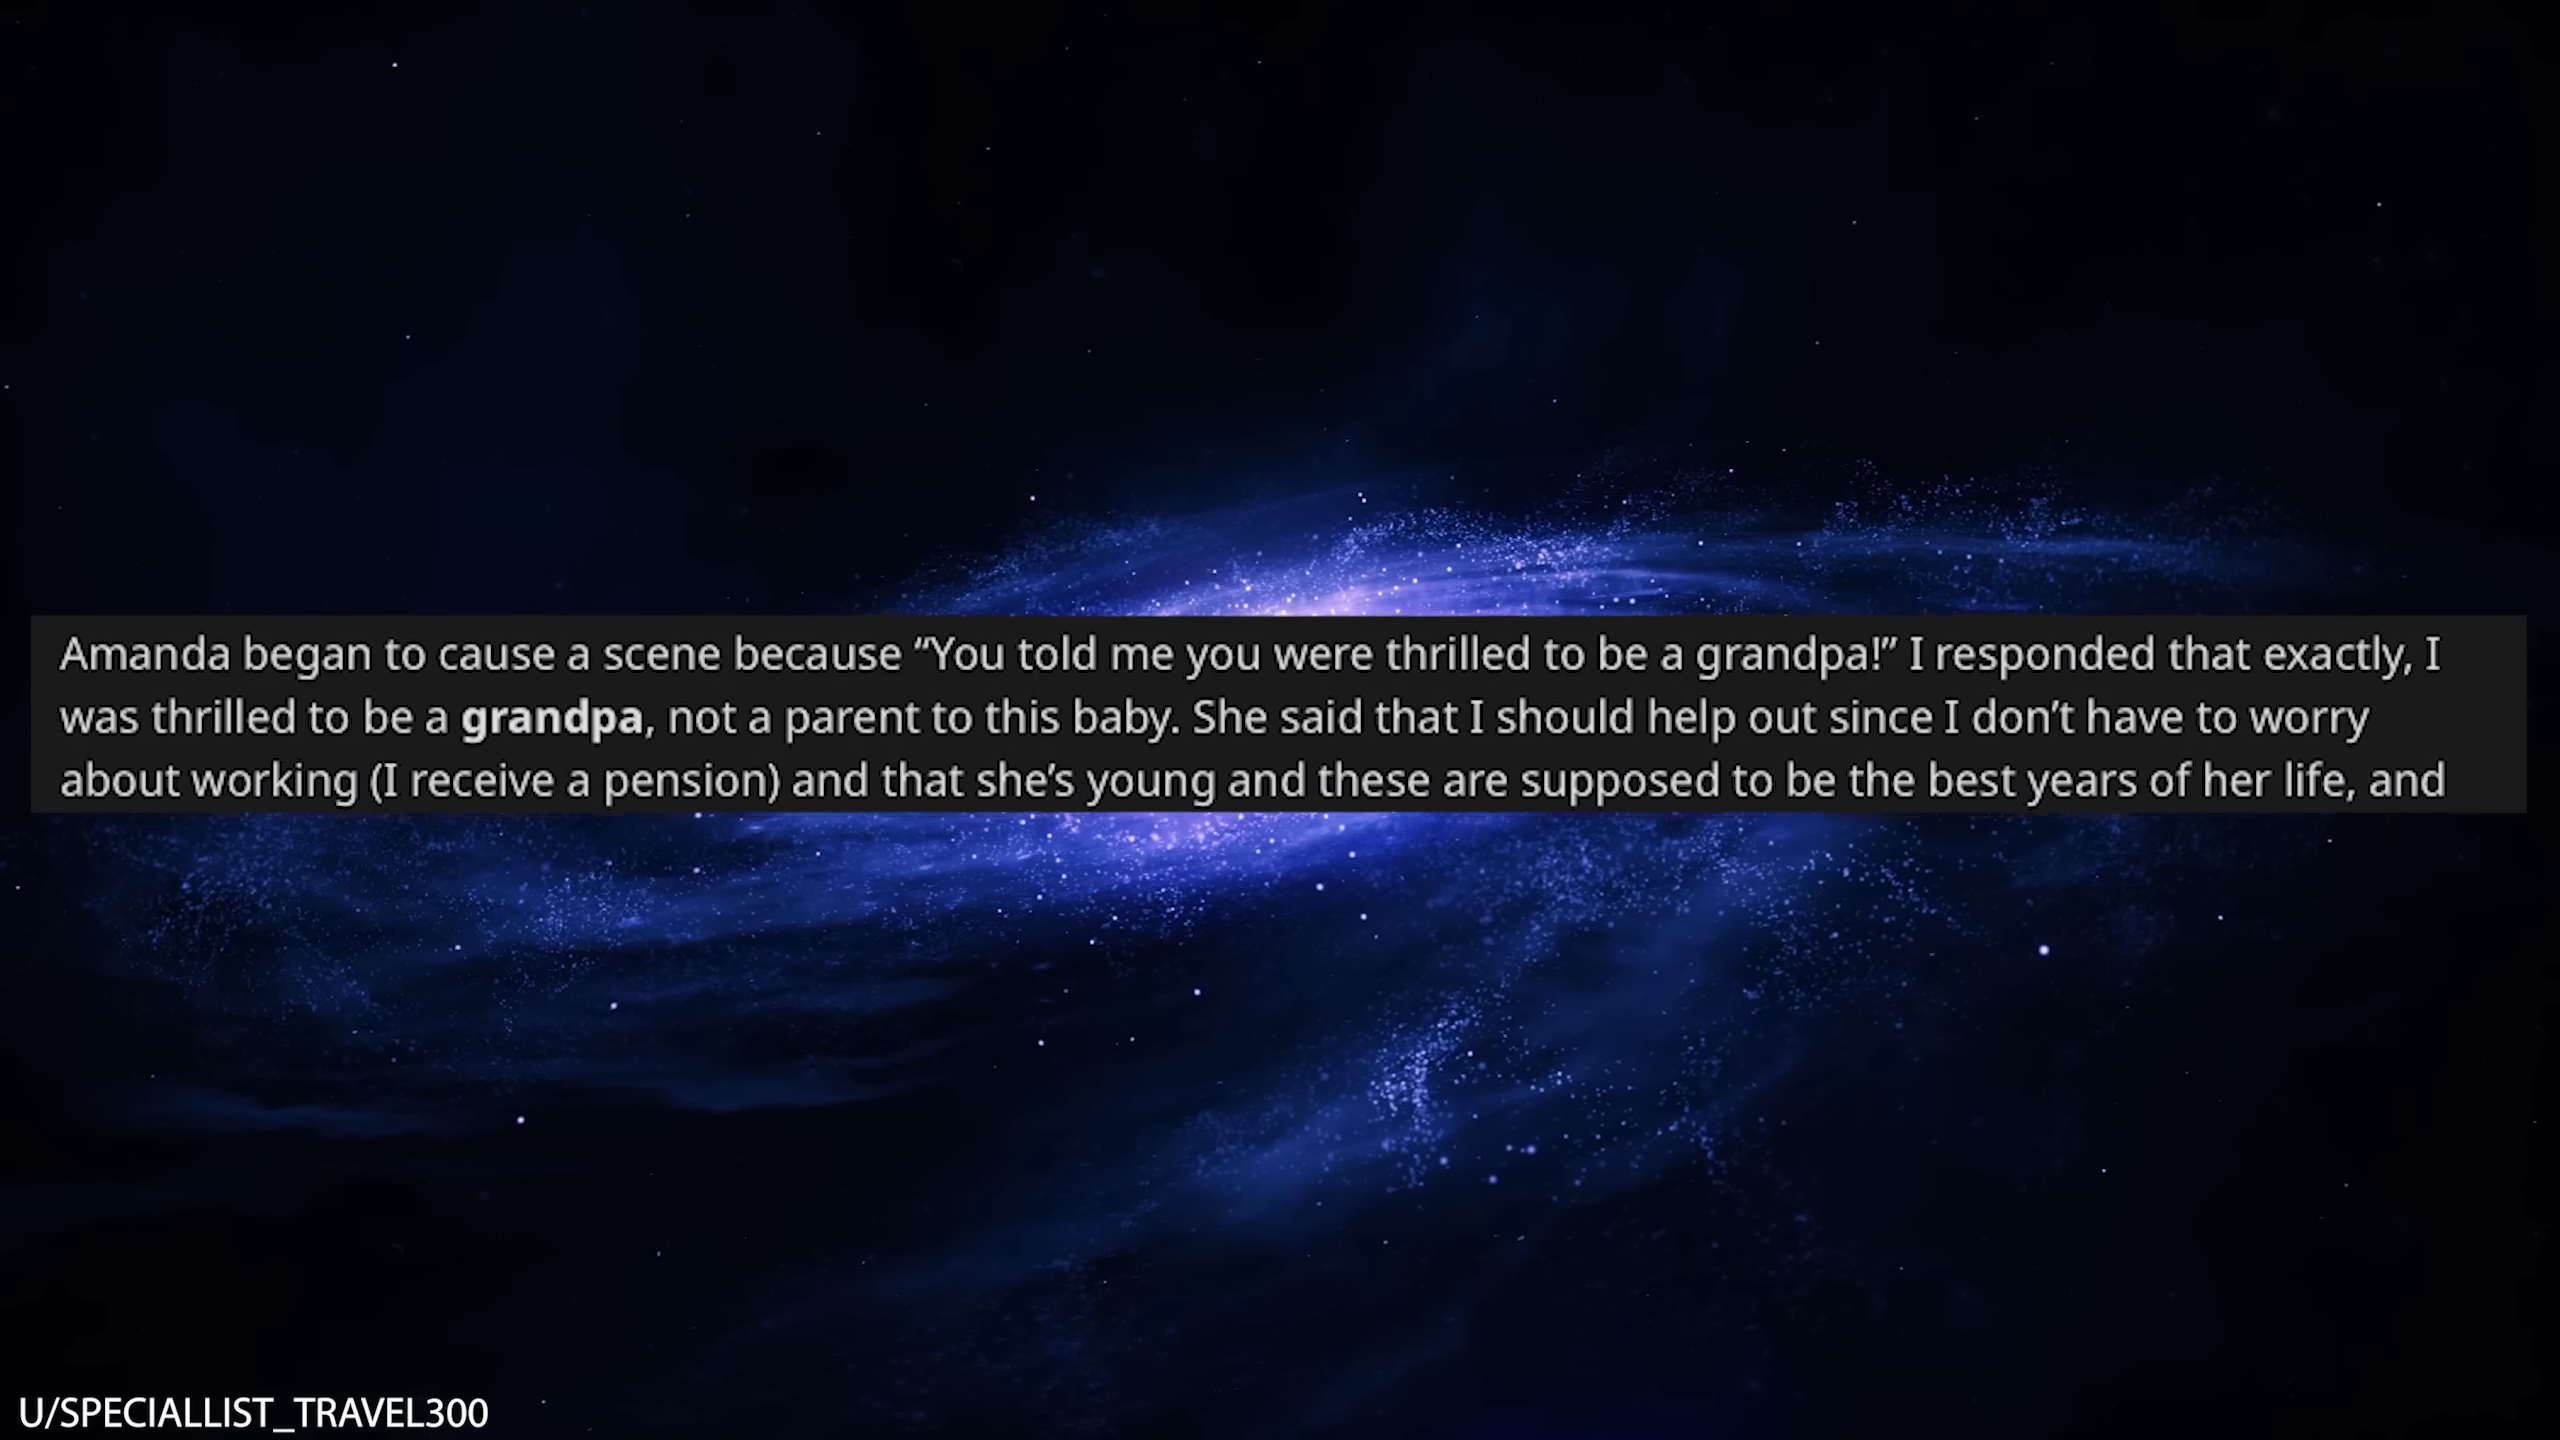 Amanda began to cause a scene because “You told me you were thrilled to be a grandpa!” I responded that exactly, I
was thrilled to be a grandpa, not a parent to this baby. She said that I should help out since I don’t have to worry
about working (I receive a pension) and that she’s young and these are supposed to be the best years of her life, and
U/SPECIALLIST_TRAVEL300